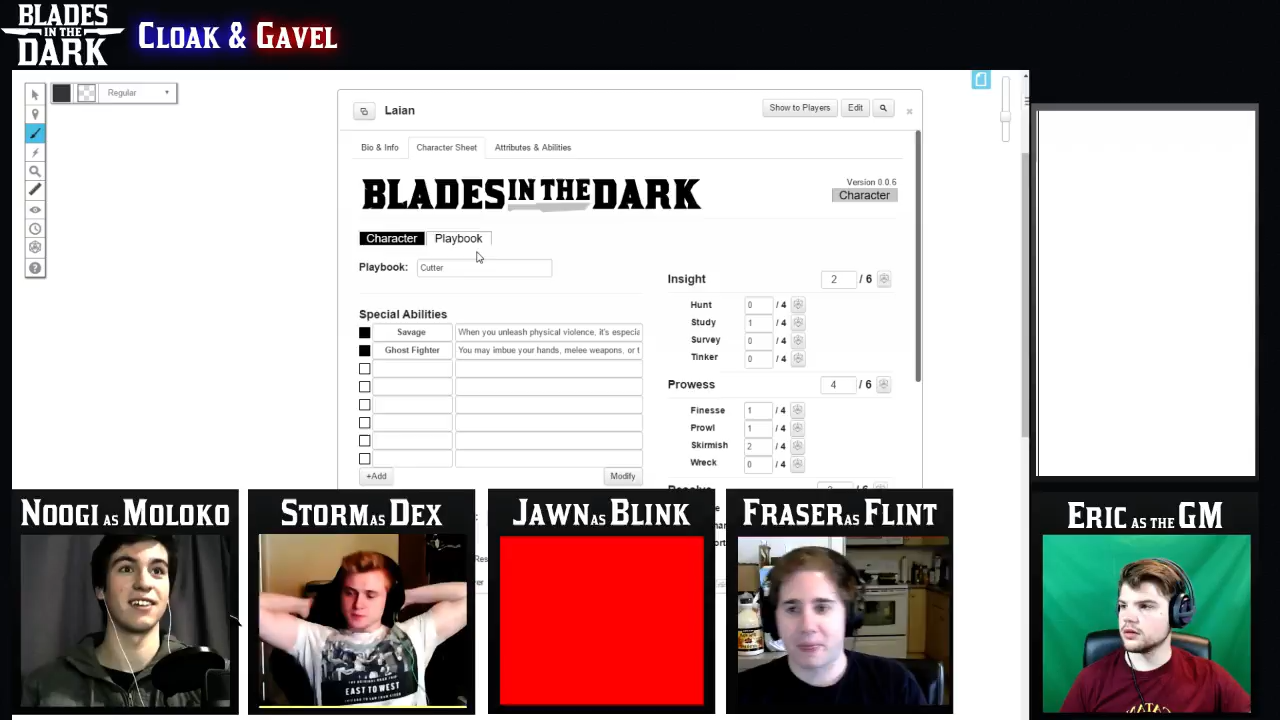 BLADES
IN THE
DARK
CLOAK & GAVEL
Regular
Laian
Show to Players
Edit
Bio & Info
Character Sheet
Attributes & Abilities
BLADES IN THE DARK
Version 0.0.6
Character
Character
Playbook
Playbook:
Cutter
Special Abilities
Savage
When you unleash physical violence, it's especia
Ghost Fighter
You may imbue your hands, melee weapons, or t
+Add
Modify
Insight
2 / 6
Hunt 0 / 4
Study 1 / 4
Survey 0 / 4
Tinker 0 / 4
Prowess
4 / 6
Finesse 1 / 4
Prowl 1 / 4
Skirmish 2 / 4
Wreck 0 / 4
NOOGI AS MOLOKO
STORM AS DEX
JAWN AS BLINK
FRASER AS FLINT
ERIC AS THE GM
EAST TO WEST